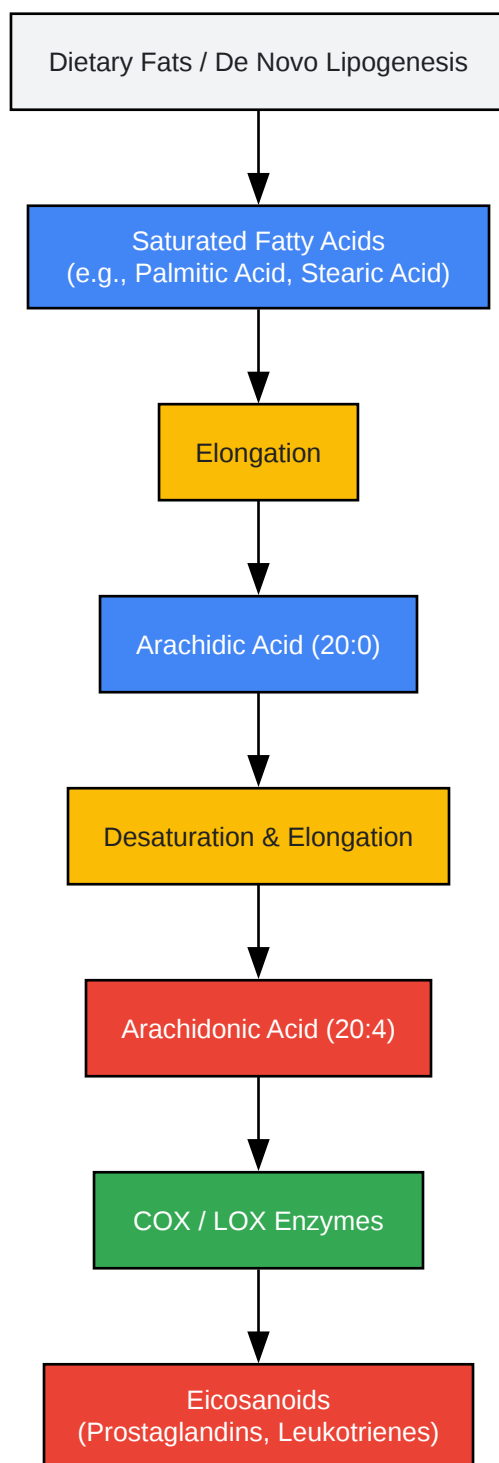 Dietary Fats / De Novo Lipogenesis
Saturated Fatty Acids
(e.g., Palmitic Acid, Stearic Acid)
Elongation
Arachidic Acid (20:0)
Desaturation & Elongation
Arachidonic Acid (20:4)
COX / LOX Enzymes
Eicosanoids
(Prostaglandins, Leukotrienes)